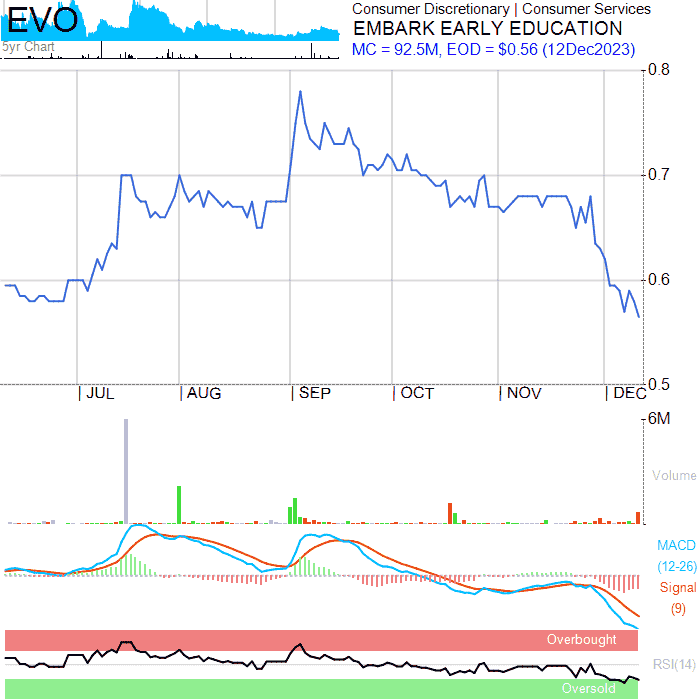 EVO
5yr Chart
Consumer Discretionary | Consumer Services
EMBARK EARLY EDUCATION
MC = 92.5M, EOD = $0.56 (12Dec2023)
0.8
0.7
0.6
0.5
| JUL | AUG | SEP | OCT | NOV | DEC
6M
Volume
MACD
(12-26)
Signal
(9)
Overbought
RSI(14)
Oversold